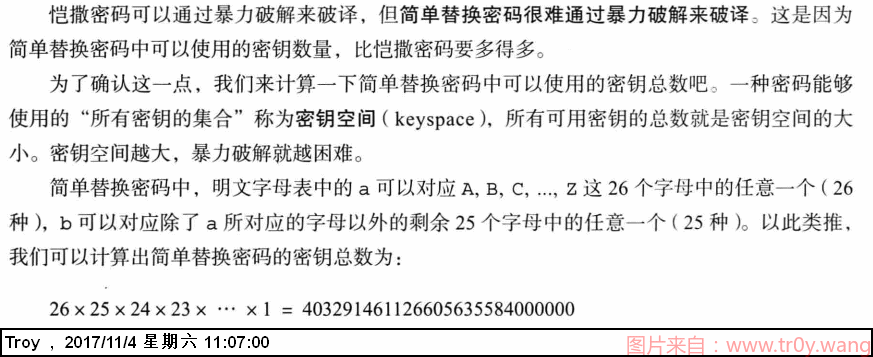 恺撒密码可以通过暴力破解来破译，但简单替换密码很难通过暴力破解来破译。这是因为
简单替换密码中可以使用的密钥数量，比恺撒密码要多得多。
为了确认这一点，我们来计算一下简单替换密码中可以使用的密钥总数吧。一种密码能够
使用的“所有密钥的集合”称为密钥空间（keyspace），所有可用密钥的总数就是密钥空间的大
小。密钥空间越大，暴力破解就越困难。
简单替换密码中，明文字母表中的 a 可以对应 A, B, C, ..., Z 这 26 个字母中的任意一个（26
种），b 可以对应除了 a 所对应的字母以外的剩余 25 个字母中的任意一个（25 种）。以此类推，
我们可以计算出简单替换密码的密钥总数为：
26 × 25 × 24 × 23 × ··· × 1 = 403291461126605635584000000
Troy , 2017/11/4 星期六 11:07:00
图片来自：www.tr0y.wang